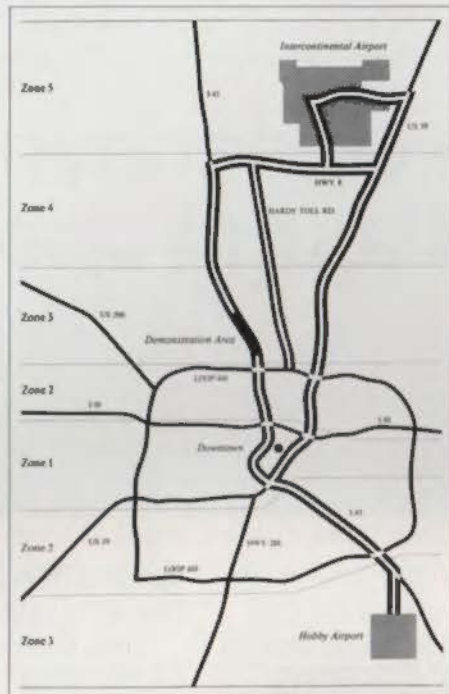 Intercontinental Airport
Zone 5
I-45
US 59
HWY 8
Zone 4
HARDY TOLL RD.
Zone 3
US 290
Demonstration Area
Zone 2
LOOP 610
I-10
I-10
Downtown
Zone 1
I-45
US 59
HWY 288
Zone 2
LOOP 610
Zone 3
Hobby Airport